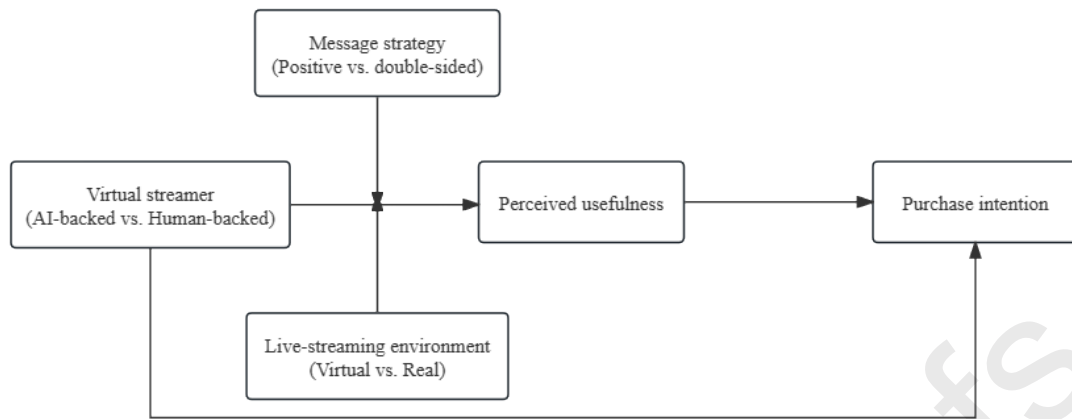 Message strategy
(Positive vs. double-sided)
Virtual streamer
(AI-backed vs. Human-backed)
Perceived usefulness
Purchase intention
Live-streaming environment
(Virtual vs. Real)
fs